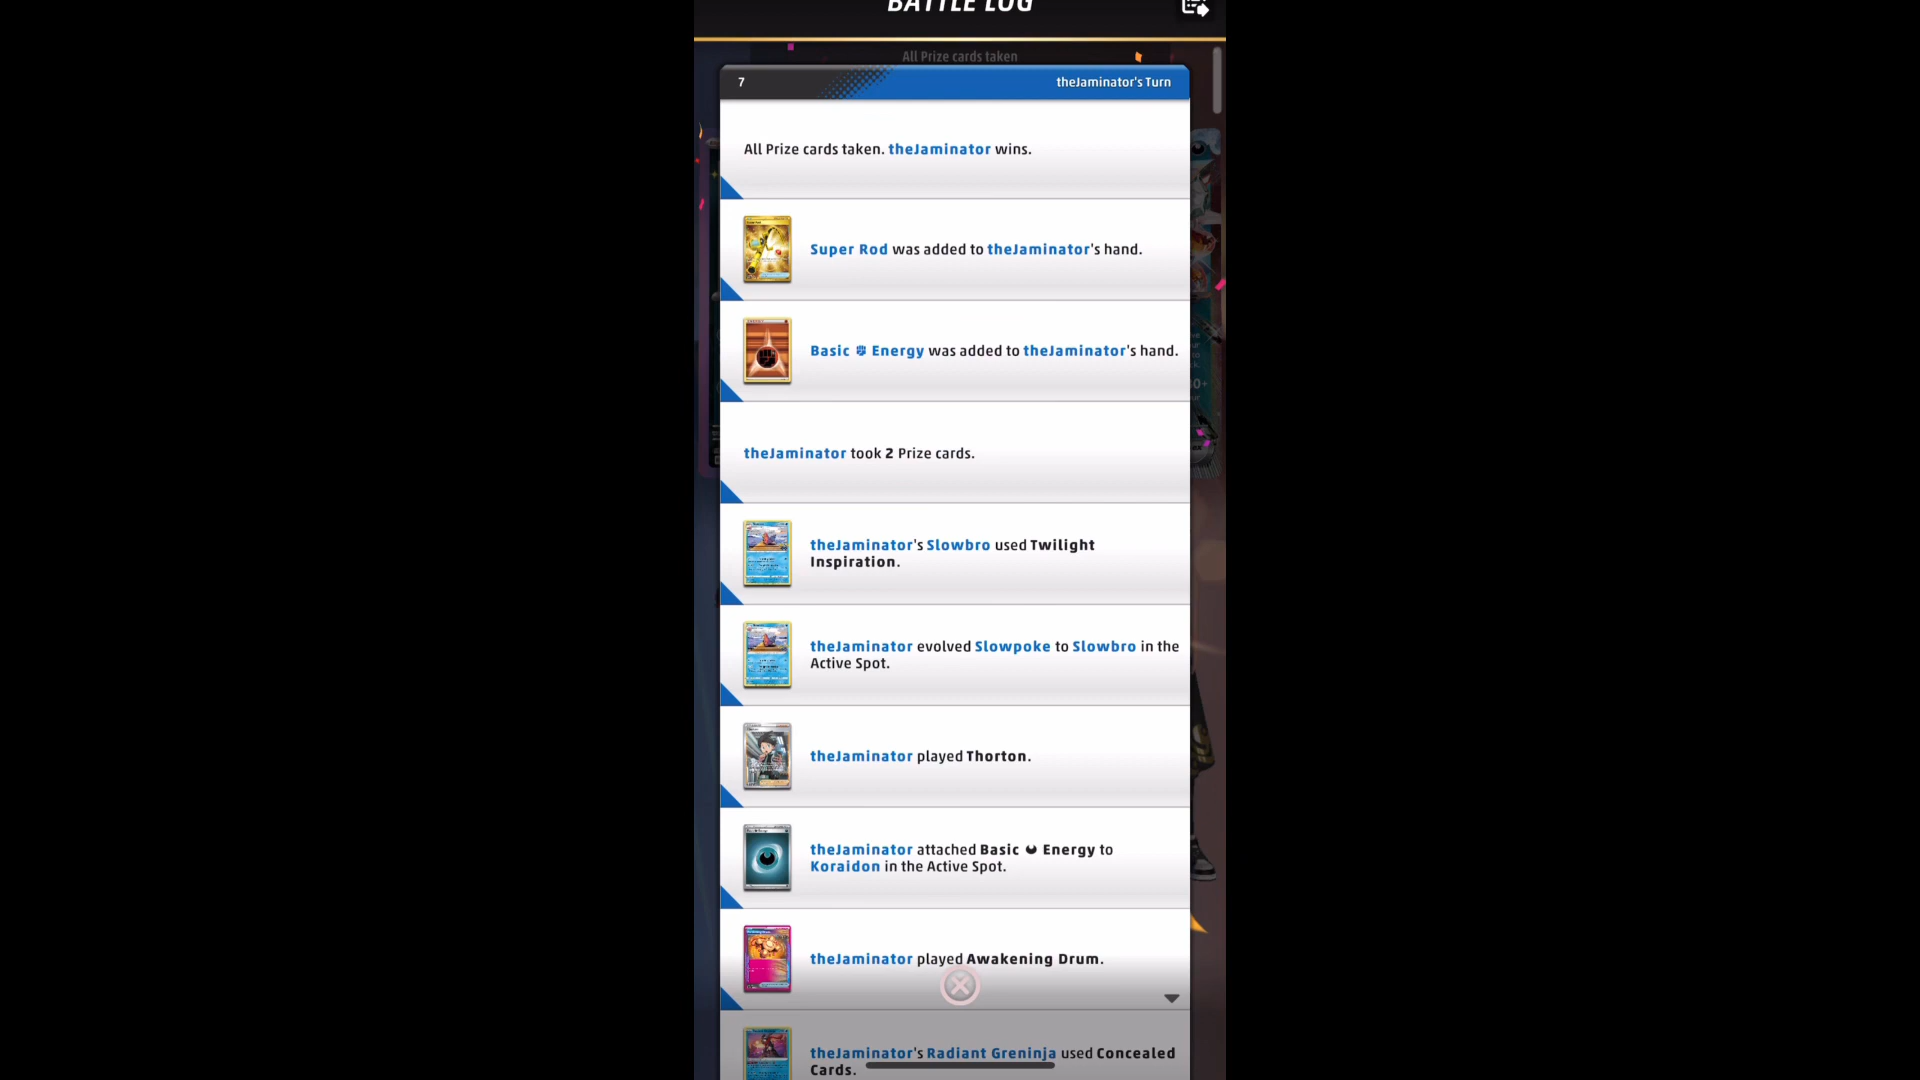 BATTLE LOG
All Prize cards taken
7
theJaminator's Turn
All Prize cards taken. theJaminator wins.
Super Rod was added to theJaminator's hand.
Basic Energy was added to theJaminator's hand.
theJaminator took 2 Prize cards.
theJaminator's Slowbro used Twilight
Inspiration.
theJaminator evolved Slowpoke to Slowbro in the
Active Spot.
theJaminator played Thorton.
theJaminator attached Basic Energy to
Koraidon in the Active Spot.
theJaminator played Awakening Drum.
theJaminator's Radiant Greninja used Concealed
Cards.